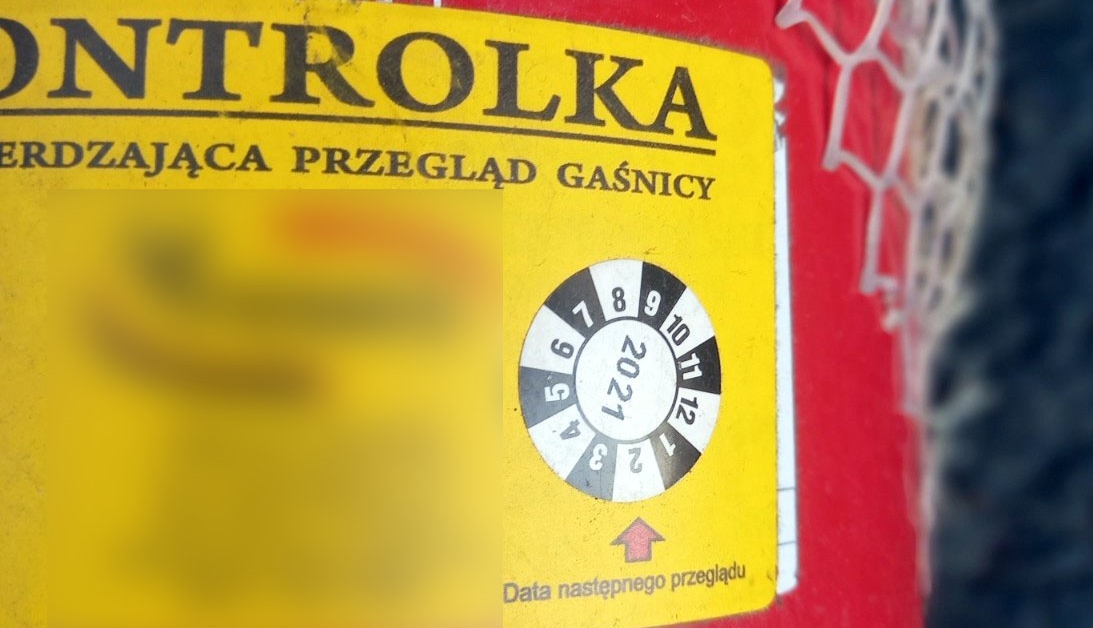 ONTROLKA
ERDZAJĄCA PRZEGLĄD GAŚNICY
1 2 3 4 5 6 7 8 9 10 11 12
2021
Data następnego przeglądu